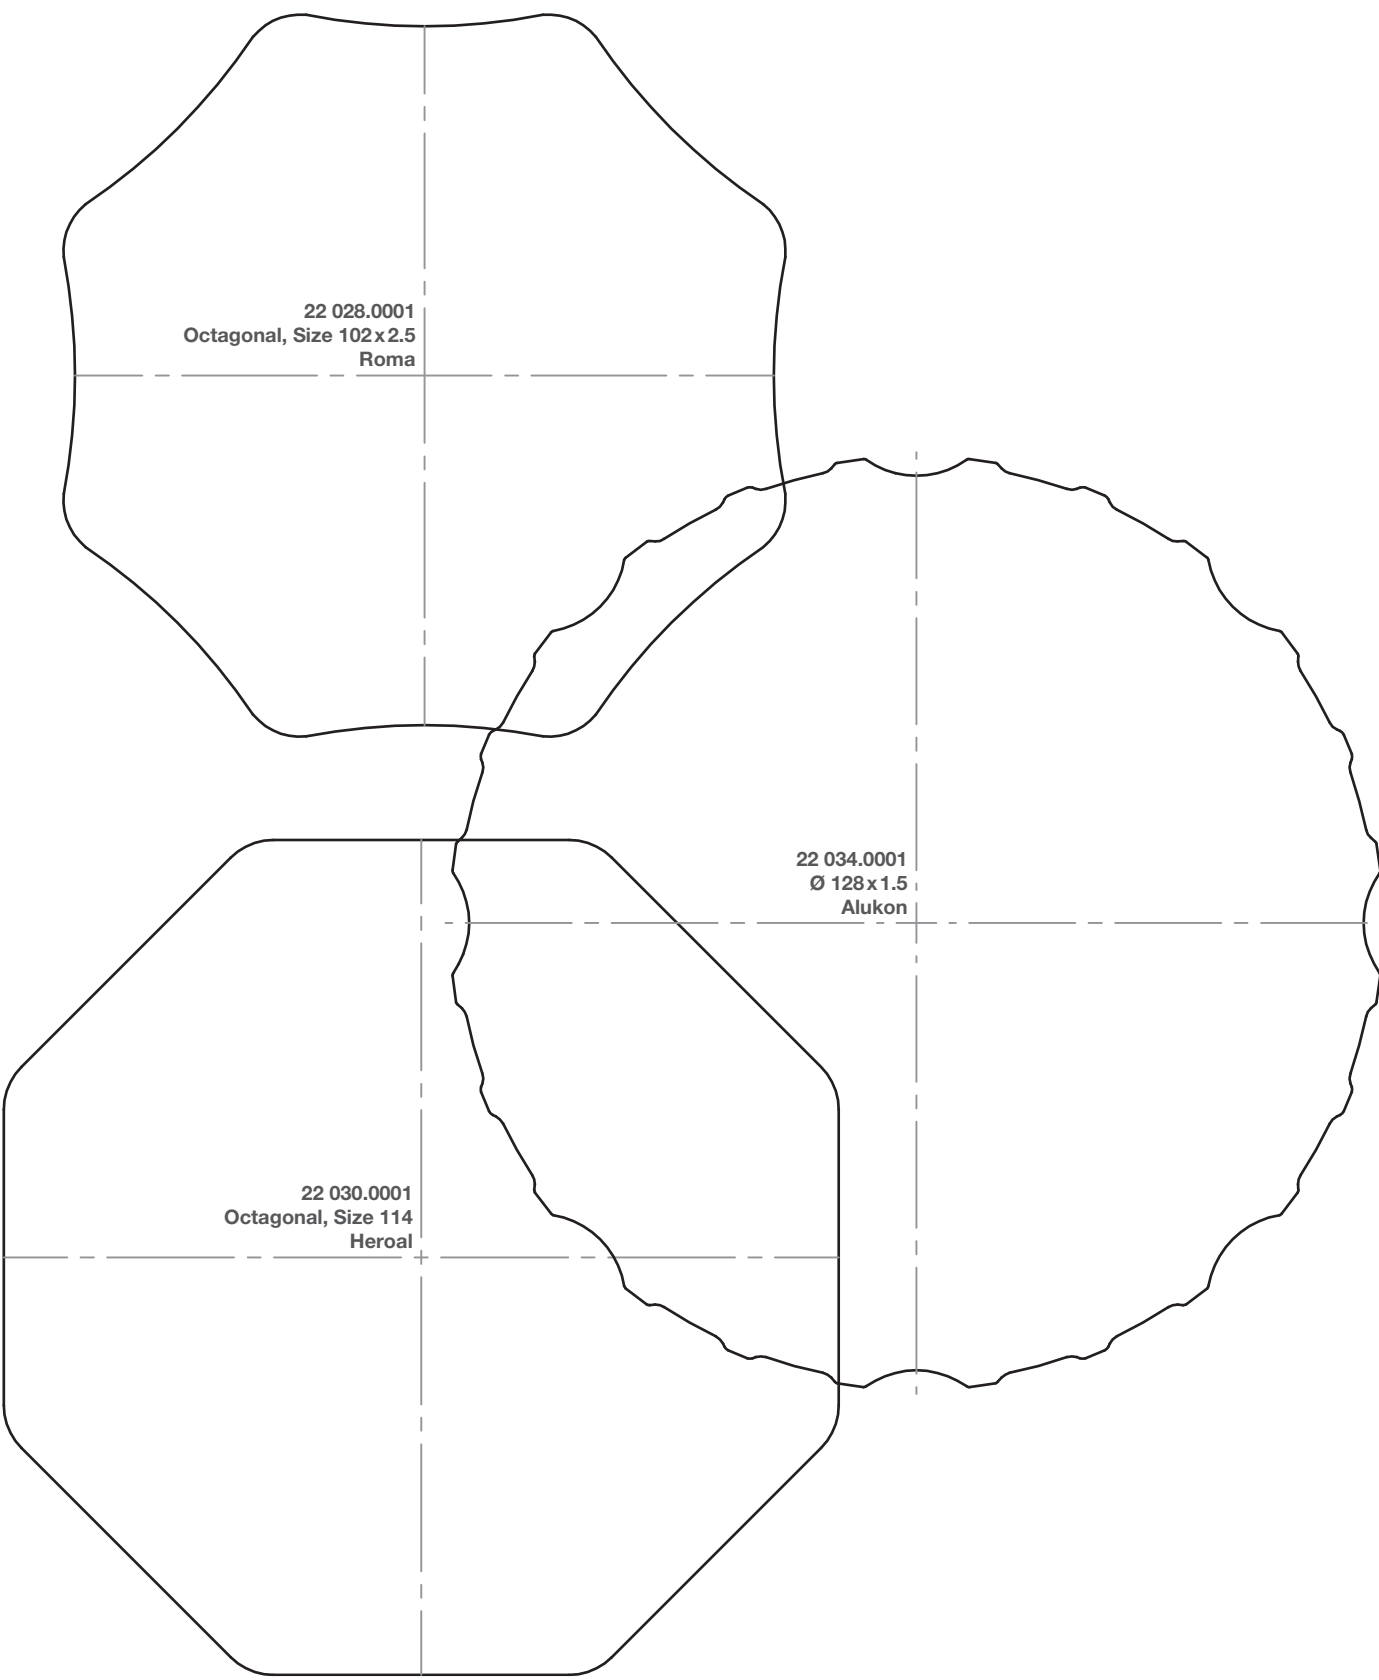 22 028.0001
Octagonal, Size 102 x 2.5
Roma
22 034.0001
Ø 128 x 1.5
Alukon
22 030.0001
Octagonal, Size 114
Heroal